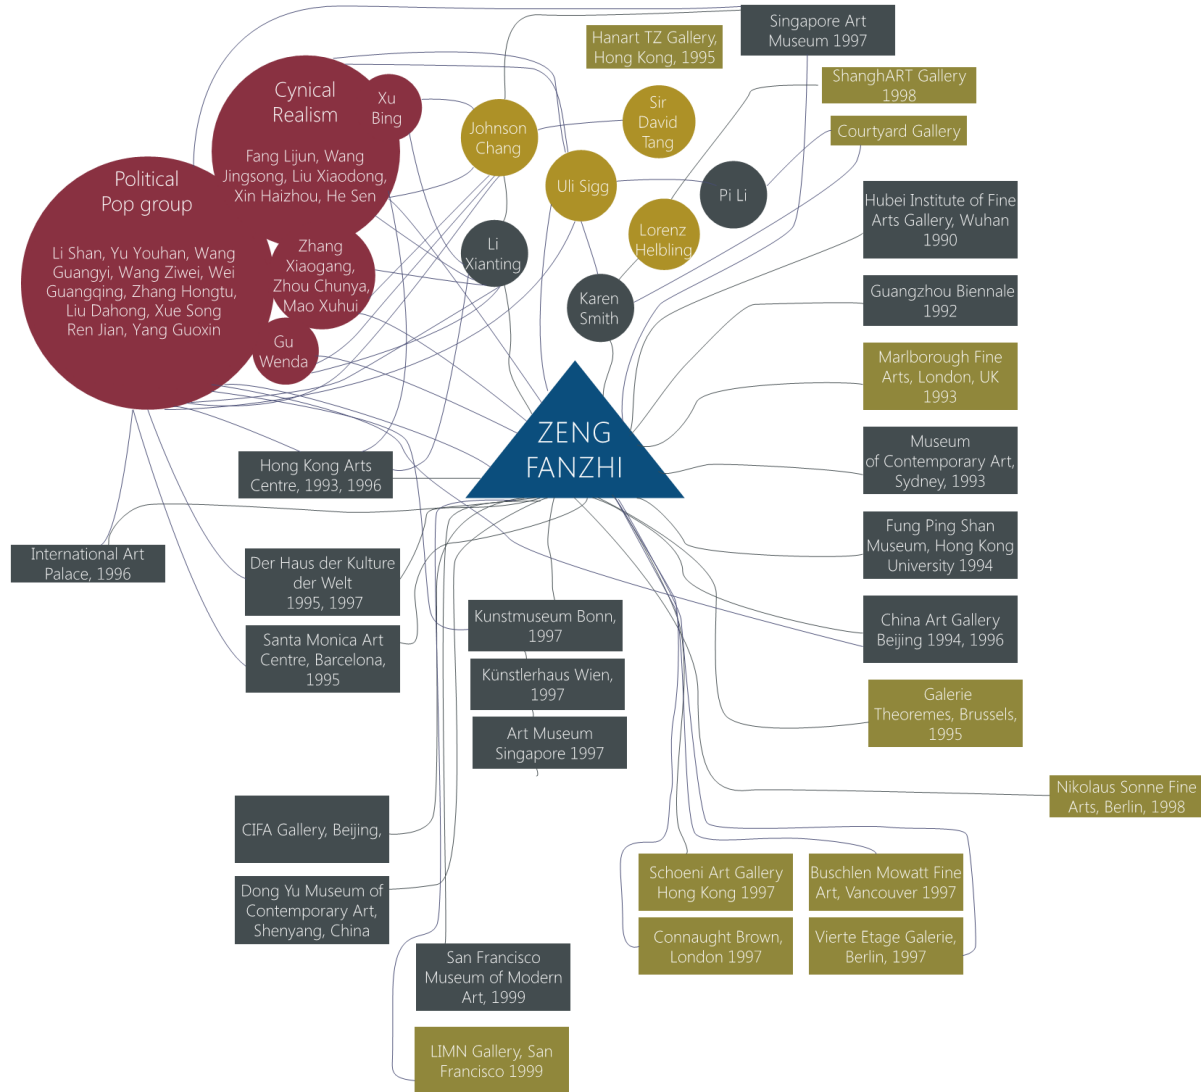 Singapore Art
Museum 1997
Hanart TZ Gallery,
Hong Kong, 1995
ShanghART Gallery
1998
Courtyard Gallery
Cynical
Realism
Fang Lijun, Wang
Jingsong, Liu Xiaodong,
Xin Haizhou, He Sen
Xu
Bing
Johnson
Chang
Sir
David
Tang
Uli Sigg
Pi Li
Political
Pop group
Li Shan, Yu Youhan, Wang
Guangyi, Wang Ziwei, Wei
Guangqing, Zhang Hongtu,
Liu Dahong, Xue Song
Ren Jian, Yang Guoxin
Zhang
Xiaogang,
Zhou Chunya,
Mao Xuhui
Li
Xianting
Lorenz
Helbling
Karen
Smith
Gu
Wenda
Hubei Institute of Fine
Arts Gallery, Wuhan
1990
Guangzhou Biennale
1992
Marlborough Fine
Arts, London, UK
1993
ZENG
FANZHI
Hong Kong Arts
Centre, 1993, 1996
Museum
of Contemporary Art,
Sydney, 1993
International Art
Palace, 1996
Der Haus der Kulture
der Welt
1995, 1997
Fung Ping Shan
Museum, Hong Kong
University 1994
Santa Monica Art
Centre, Barcelona,
1995
Kunstmuseum Bonn,
1997
China Art Gallery
Beijing 1994, 1996
Künstlerhaus Wien,
1997
Galerie
Theoremes, Brussels,
1995
Art Museum
Singapore 1997
Nikolaus Sonne Fine
Arts, Berlin, 1998
CIFA Gallery, Beijing,
Schoeni Art Gallery
Hong Kong 1997
Buschlen Mowatt Fine
Art, Vancouver 1997
Dong Yu Museum of
Contemporary Art,
Shenyang, China
Connaught Brown,
London 1997
Vierte Etage Galerie,
Berlin, 1997
San Francisco
Museum of Modern
Art, 1999
LIMN Gallery, San
Francisco 1999